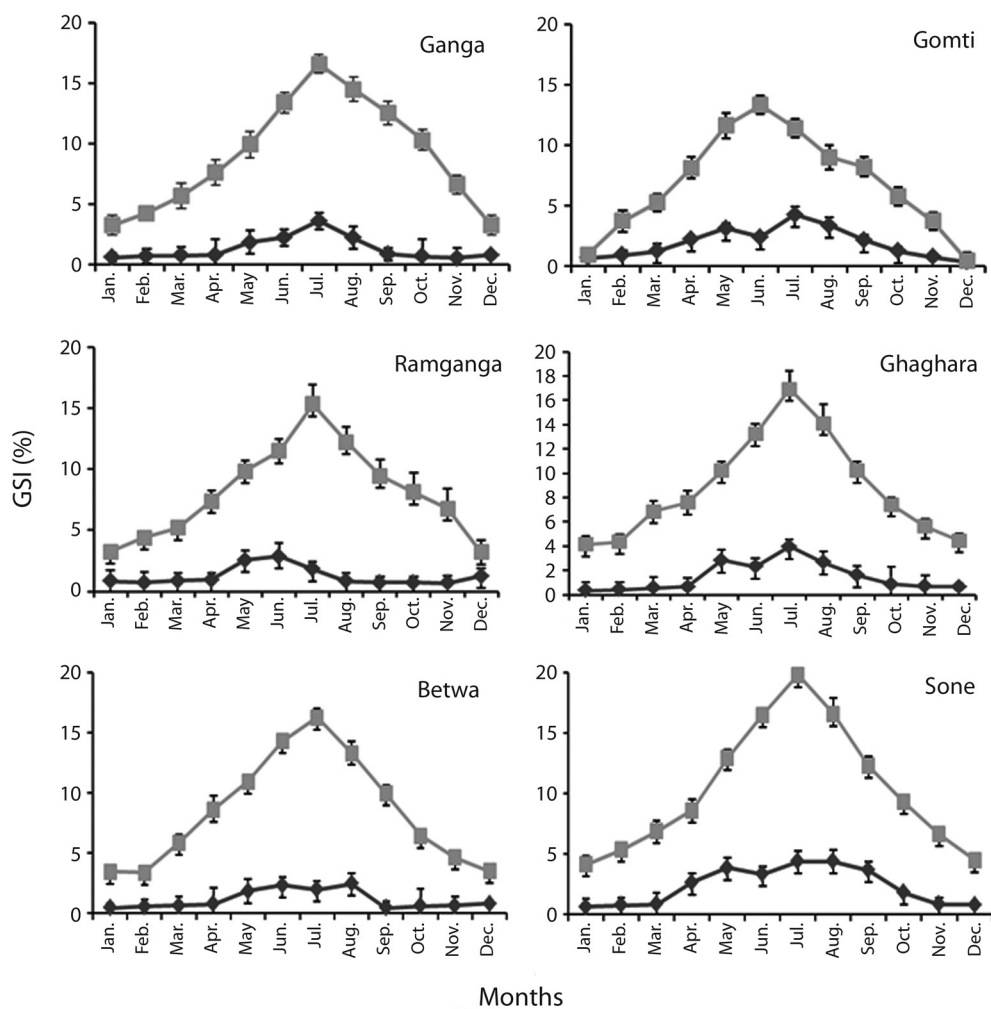 Ganga
20
15
10
5
0
Jan. Feb. Mar. Apr. May Jun. Jul. Aug. Sep. Oct. Nov. Dec.
Gomti
20
15
10
5
0
Jan. Feb. Mar. Apr. May Jun. Jul. Aug. Sep. Oct. Nov. Dec.
Ramganga
20
15
10
5
0
Jan. Feb. Mar. Apr. May Jun. Jul. Aug. Sep. Oct. Nov. Dec.
Ghaghara
20
18
16
14
12
10
8
6
4
2
0
Jan. Feb. Mar. Apr. May Jun. Jul. Aug. Sep. Oct. Nov. Dec.
GSI (%)
Betwa
20
15
10
5
0
Jan. Feb. Mar. Apr. May Jun. Jul. Aug. Sep. Oct. Nov. Dec.
Sone
20
15
10
5
0
Jan. Feb. Mar. Apr. May Jun. Jul. Aug. Sep. Oct. Nov. Dec.
Months